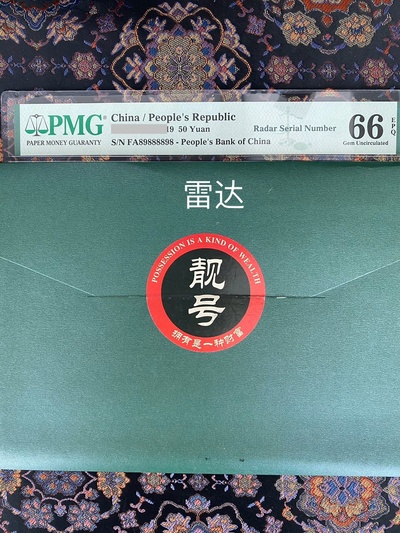 PMG
PAPER MONEY GUARANTY
China / People's Republic
19 50 Yuan
S/N FA89888898 - People's Bank of China
Radar Serial Number
66
EPQ
Gem Uncirculated
雷达
POSSESSION IS A KIND OF WEALTH
靓号
拥有是一种财富